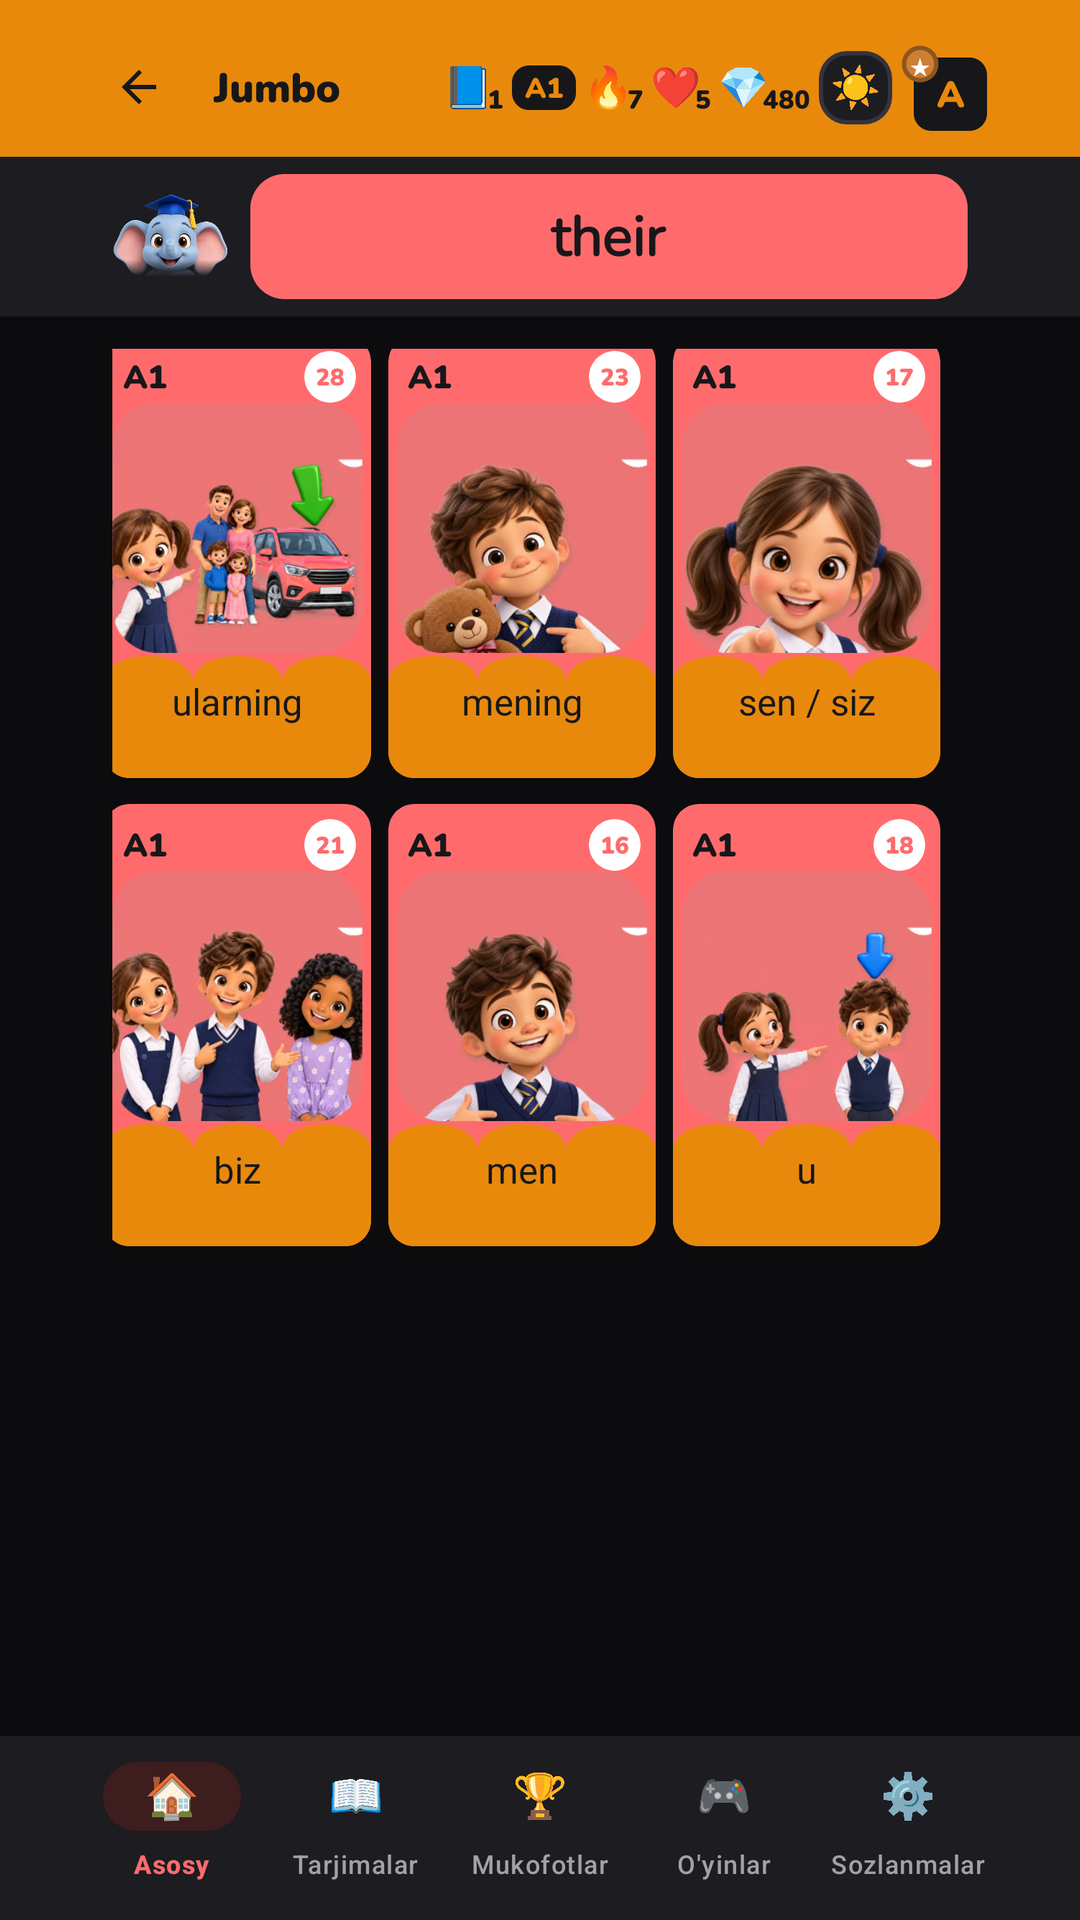 Jumbo 1 A1 7 5 480 A
their
A1 28 A1 23 A1 17
ularning mening sen / siz
A1 21 A1 16 A1 18
biz men u
Asosy Tarjimalar Mukofotlar O'yinlar Sozlanmalar